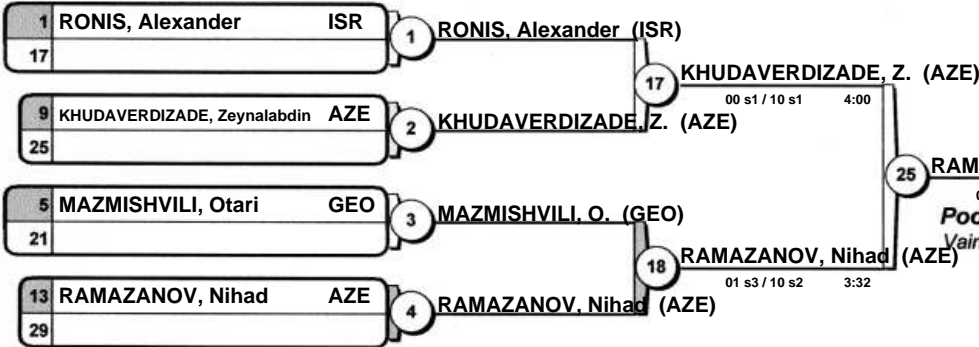 1 RONIS, Alexander ISR
17
1 RONIS, Alexander (ISR)
17 KHUDAVERDIZADE, Z. (AZE)
00 s1 / 10 s1 4:00
9 KHUDAVERDIZADE, Zeynalabdin AZE
25
2 KHUDAVERDIZADE, Z. (AZE)
25 RAM
5 MAZMISHVILI, Otari GEO
21
3 MAZMISHVILI, O. (GEO)
18 RAMAZANOV, Nihad (AZE)
01 s3 / 10 s2 3:32
13 RAMAZANOV, Nihad AZE
29
4 RAMAZANOV, Nihad (AZE)